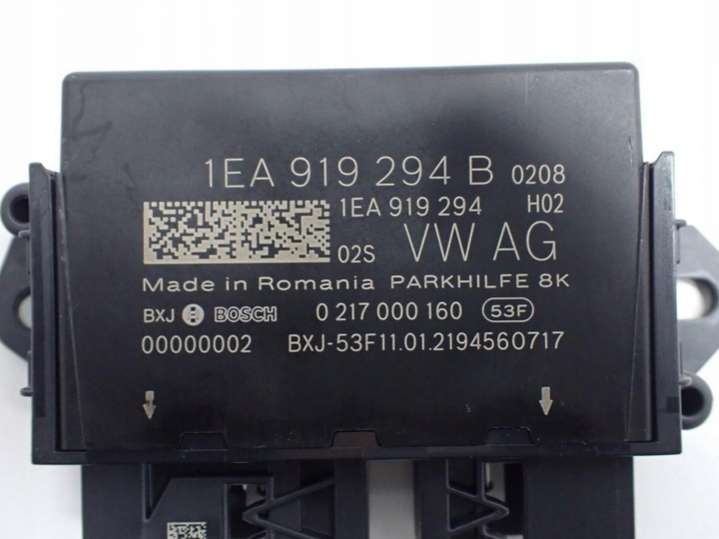 1EA 919 294 B 0208
1EA 919 294 H02
02S VW AG
Made in Romania PARKHILFE 8K
BXJ BOSCH 0 217 000 160 53F
00000002 BXJ-53F11.01.2194560717